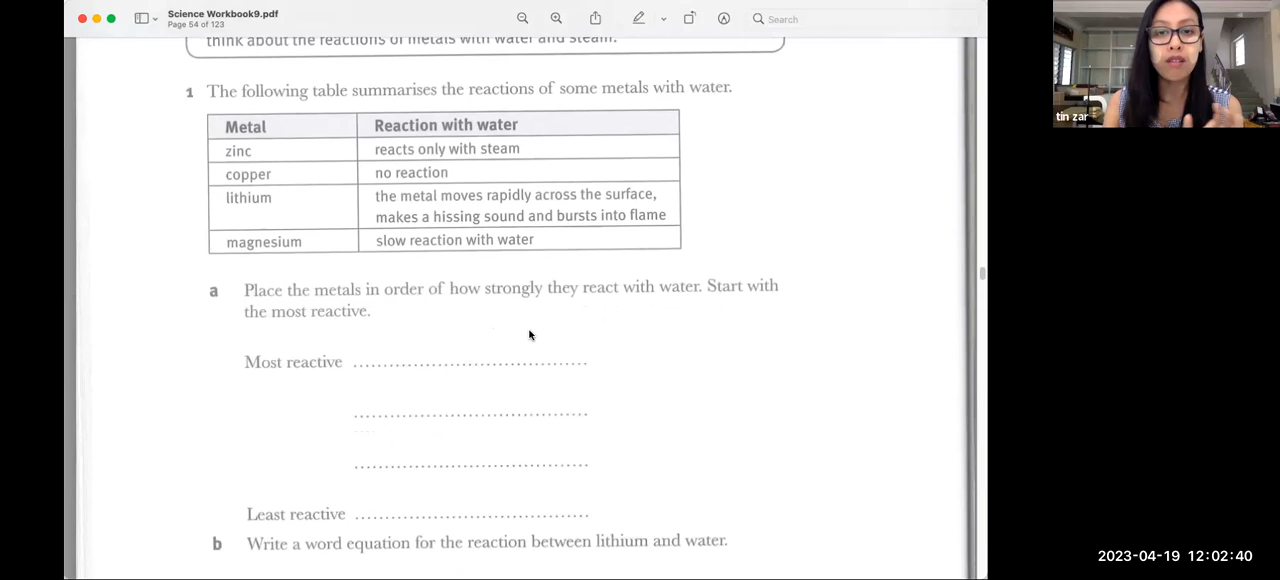 Science Workbook9.pdf
Page 54 of 123
Search
think about the reactions of metals with water and steam.
1 The following table summarises the reactions of some metals with water.
Metal Reaction with water
zinc reacts only with steam
copper no reaction
lithium the metal moves rapidly across the surface,
makes a hissing sound and bursts into flame
magnesium slow reaction with water
a Place the metals in order of how strongly they react with water. Start with
the most reactive.
Most reactive ............................................
............................................
............................................
Least reactive ............................................
b Write a word equation for the reaction between lithium and water.
tin zar
2023-04-19 12:02:40